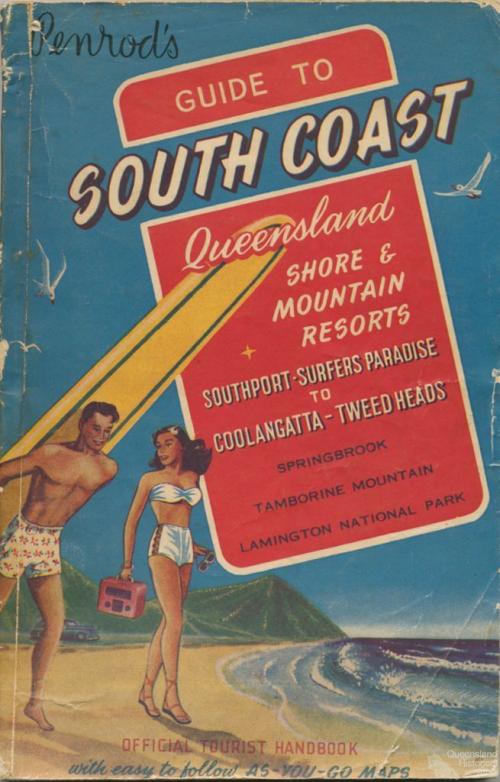 Penrod's
GUIDE TO
SOUTH COAST
Queensland
SHORE &
MOUNTAIN
RESORTS
SOUTHPORT-SURFERS PARADISE
TO
COOLANGATTA-TWEED HEADS
SPRINGBROOK
TAMBORINE MOUNTAIN
LAMINGTON NATIONAL PARK
OFFICIAL TOURIST HANDBOOK
with easy to follow AS-YOU-GO MAPS
Queensland